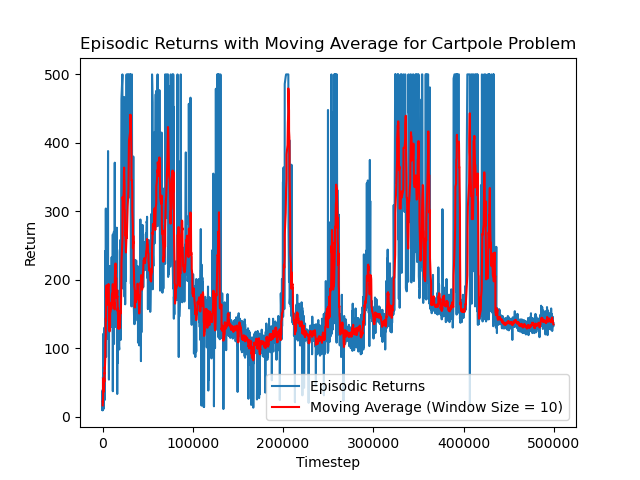 Episodic Returns with Moving Average for Cartpole Problem
500
400
300
200
100
0
Return
Episodic Returns
Moving Average (Window Size = 10)
0 100000 200000 300000 400000 500000
Timestep